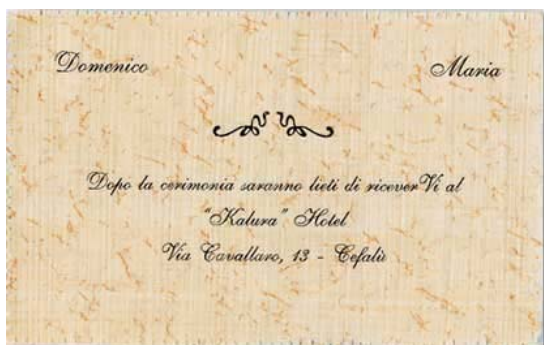 Domenico Maria
Dopo la cerimonia saranno lieti di riceverVi al
"Kalura" Hotel
Via Cavallaro, 13 - Cefalù